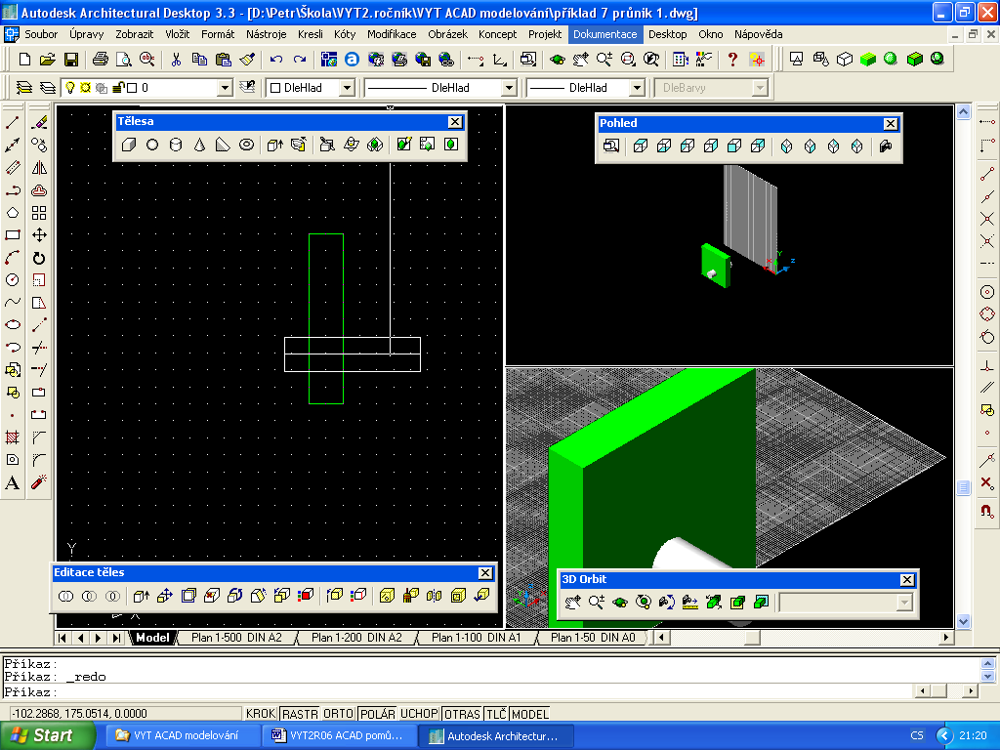 Autodesk Architectural Desktop 3.3 - [D:\Petr\Škola\VYT2.ročník\VYT ACAD modelování\příklad 7 průnik 1.dwg]
Soubor Úpravy Zobrazit Vložit Formát Nástroje Kresli Kóty Modifikace Obrázek Koncept Projekt Dokumentace Desktop Okno Nápověda
0 DleHlad DleHlad DleHlad DleBarvy
Tělesa
Pohled
Y
Z
Editace těles
3D Orbit
X
Model Plan 1-500 DIN A2 Plan 1-200 DIN A2 Plan 1-100 DIN A1 Plan 1-50 DIN A0
Příkaz:
Příkaz: _redo
Příkaz:
-102.2868, 175.0514, 0.0000 KROK RASTR ORTO POLÁR UCHOP OTRAS TLČ MODEL
Start VYT ACAD modelování VYT2R06 ACAD pomů... Autodesk Architectur... CS 21:20